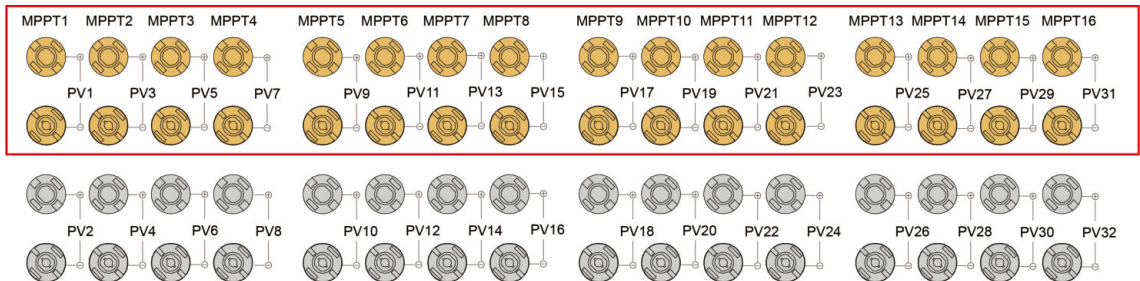 MPPT1 MPPT2 MPPT3 MPPT4 MPPT5 MPPT6 MPPT7 MPPT8 MPPT9 MPPT10 MPPT11 MPPT12 MPPT13 MPPT14 MPPT15 MPPT16
PV1 PV3 PV5 PV7 PV9 PV11 PV13 PV15 PV17 PV19 PV21 PV23 PV25 PV27 PV29 PV31
PV2 PV4 PV6 PV8 PV10 PV12 PV14 PV16 PV18 PV20 PV22 PV24 PV26 PV28 PV30 PV32